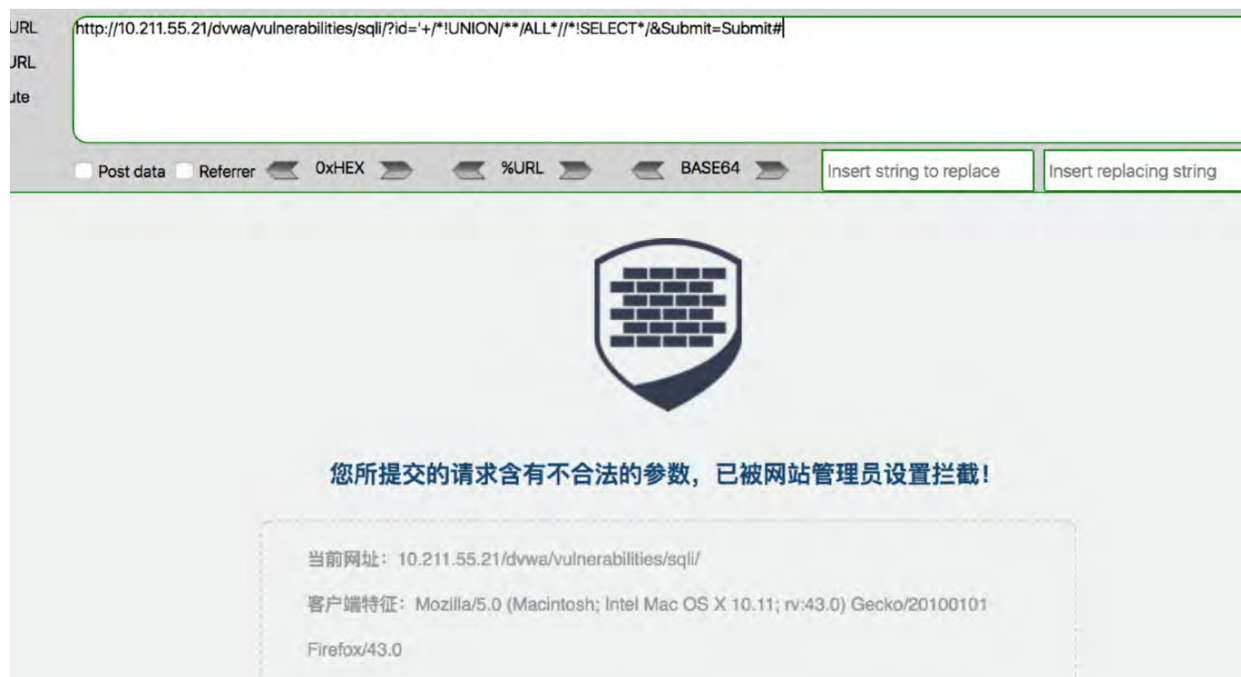 URL
http://10.211.55.21/dvwa/vulnerabilities/sqli/?id='+/*!UNION/**/ALL*//*!SELECT*/&Submit=Submit#
URL
ute
Post data Referrer 0xHEX %URL BASE64 Insert string to replace Insert replacing string
您所提交的请求含有不合法的参数，已被网站管理员设置拦截！
当前网址：10.211.55.21/dvwa/vulnerabilities/sqli/
客户端特征：Mozilla/5.0 (Macintosh; Intel Mac OS X 10.11; rv:43.0) Gecko/20100101
Firefox/43.0